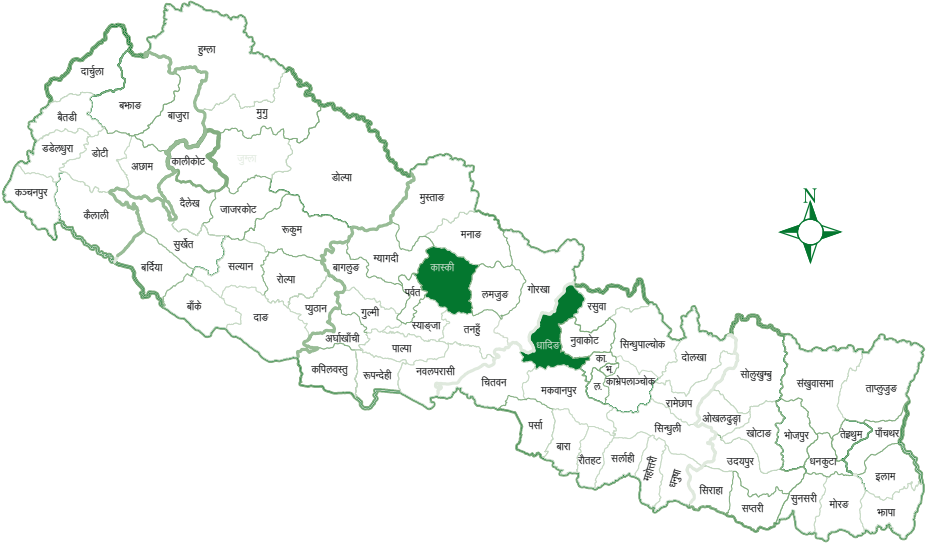 हुम्ला
दार्चुला
बझाङ
बैतडी
बाजुरा
मुगु
डडेलधुरा
डोटी
अछाम
कालीकोट
जुम्ला
डोल्पा
कञ्चनपुर
कैलाली
दैलेख
जाजरकोट
मुस्ताङ
रूकुम
मनाङ
सुर्खेत
N
बर्दिया
सल्यान
रोल्पा
बागलुङ
म्यागदी
कास्की
बाँके
दाङ
प्युठान
पर्वत
लमजुङ
गोरखा
रसुवा
गुल्मी
स्याङ्जा
तनहुँ
अर्घाखाँची
पाल्पा
धादिङ
नुवाकोट
सिन्धुपाल्चोक
दोलखा
का.
भ.
ल.
काभ्रेपलाञ्चोक
कपिलवस्तु
रूपन्देही
नवलपरासी
चितवन
मकवानपुर
सोलुखुम्बु
संखुवासभा
ताप्लुजुङ
रामेछाप
ओखलढुङ्गा
पर्सा
बारा
रौतहट
सर्लाही
सिन्धुली
महोत्तरी
धनुषा
खोटाङ
भोजपुर
तेह्रथुम
पाँचथर
उदयपुर
धनकुटा
सिराहा
सप्तरी
सुनसरी
मोरङ
इलाम
झापा